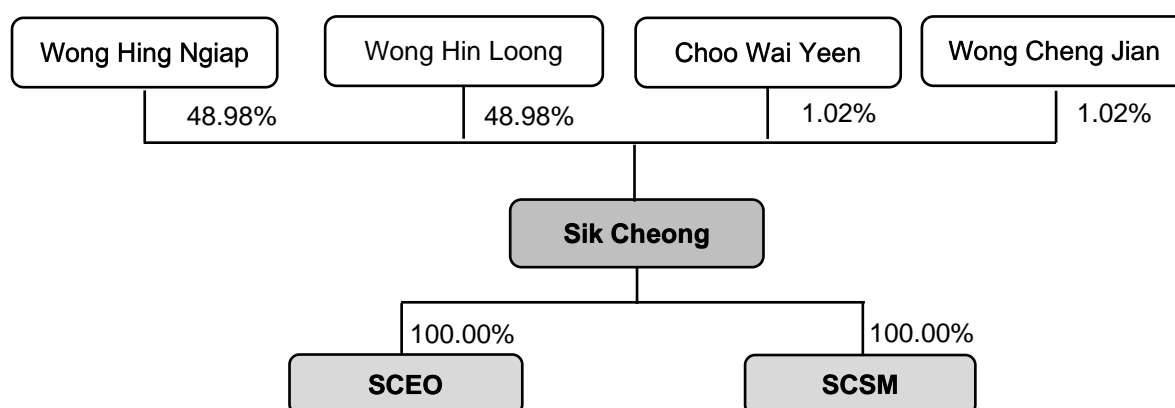 Wong Hing Ngiap
Wong Hin Loong
Choo Wai Yeen
Wong Cheng Jian
48.98%
48.98%
1.02%
1.02%
Sik Cheong
100.00%
100.00%
SCEO
SCSM